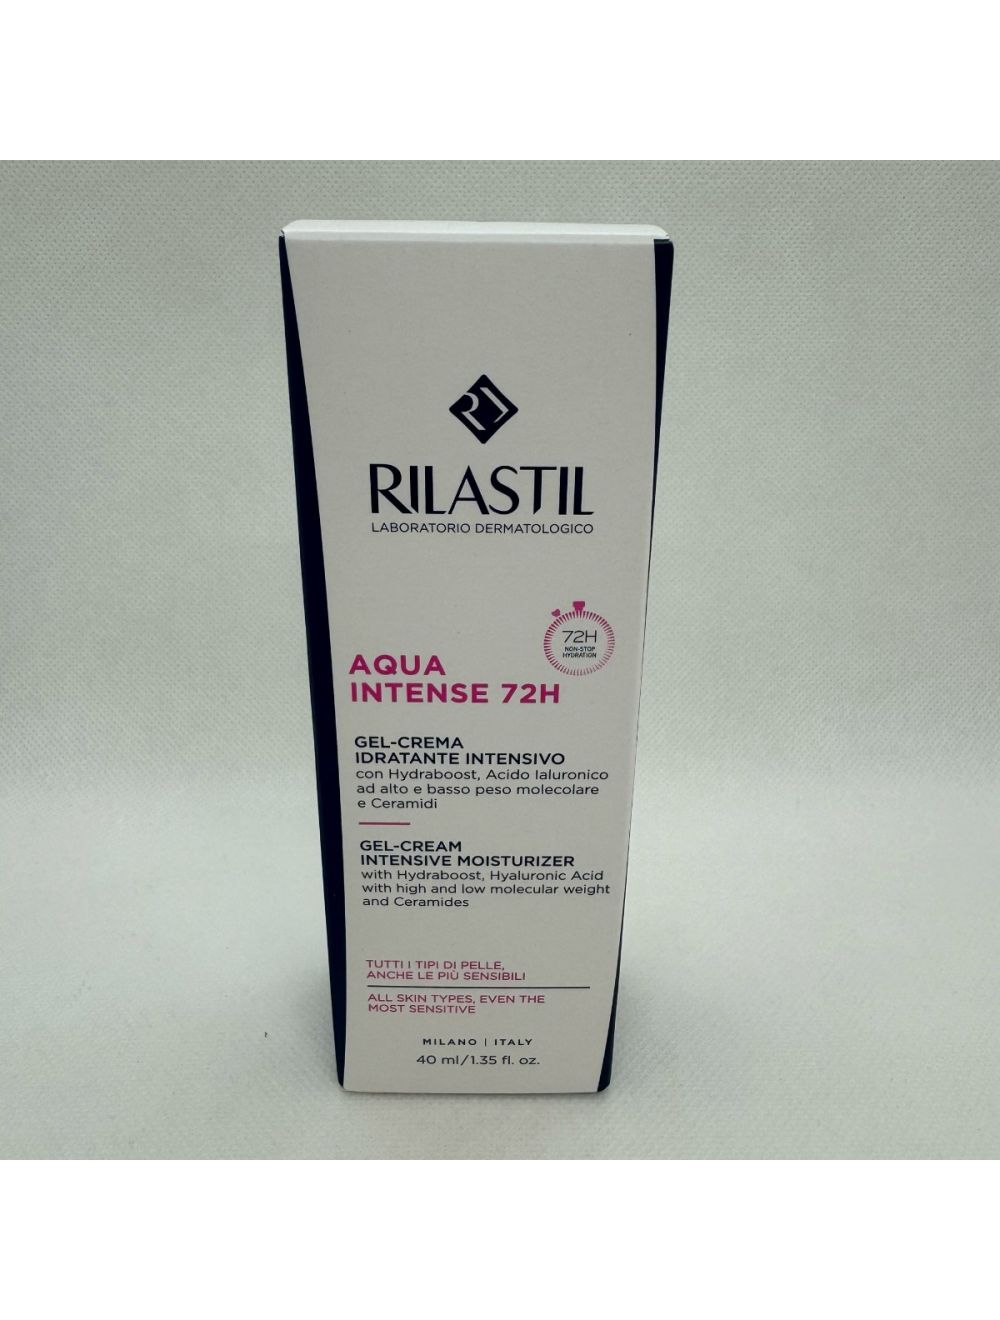 RILASTIL
LABORATORIO DERMATOLOGICO
72H
NON-STOP
HYDRATION
AQUA
INTENSE 72H
GEL-CREMA
IDRATANTE INTENSIVO
con Hydraboost, Acido Ialuronico
ad alto e basso peso molecolare
e Ceramidi
GEL-CREAM
INTENSIVE MOISTURIZER
with Hydraboost, Hyaluronic Acid
with high and low molecular weight
and Ceramides
TUTTI I TIPI DI PELLE,
ANCHE LE PIÙ SENSIBILI
ALL SKIN TYPES, EVEN THE
MOST SENSITIVE
MILANO | ITALY
40 ml/1.35 fl. oz.